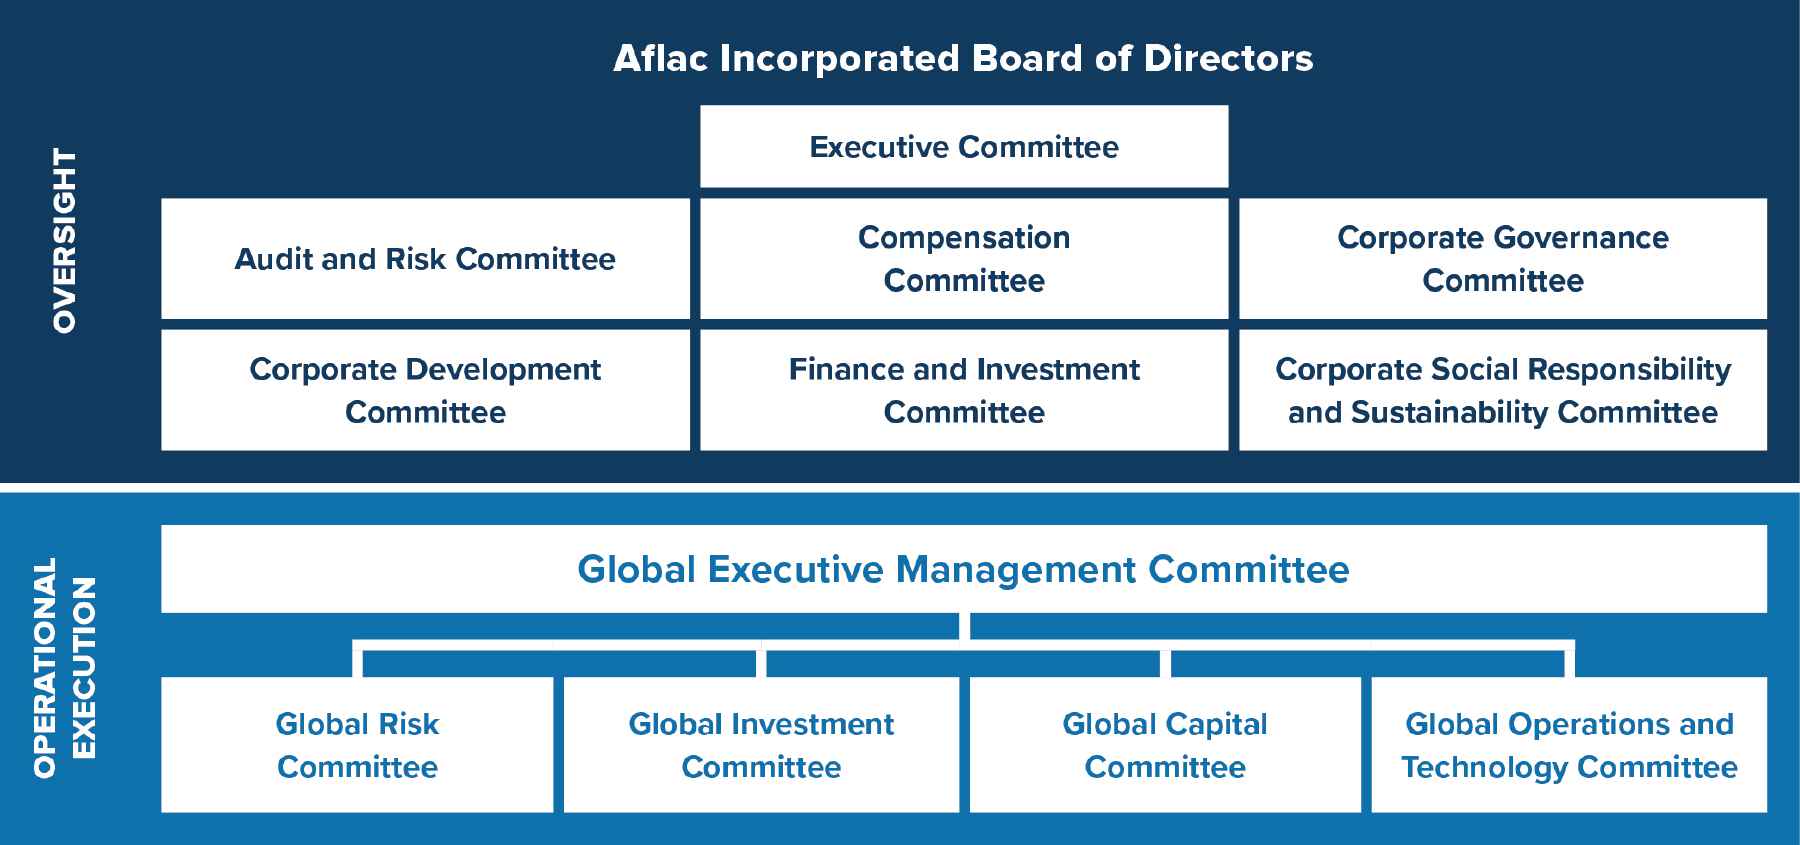 Aflac Incorporated Board of Directors
OVERSIGHT
Executive Committee
Audit and Risk Committee
Compensation
Committee
Corporate Governance
Committee
Corporate Development
Committee
Finance and Investment
Committee
Corporate Social Responsibility
and Sustainability Committee
OPERATIONAL
EXECUTION
Global Executive Management Committee
Global Risk
Committee
Global Investment
Committee
Global Capital
Committee
Global Operations and
Technology Committee